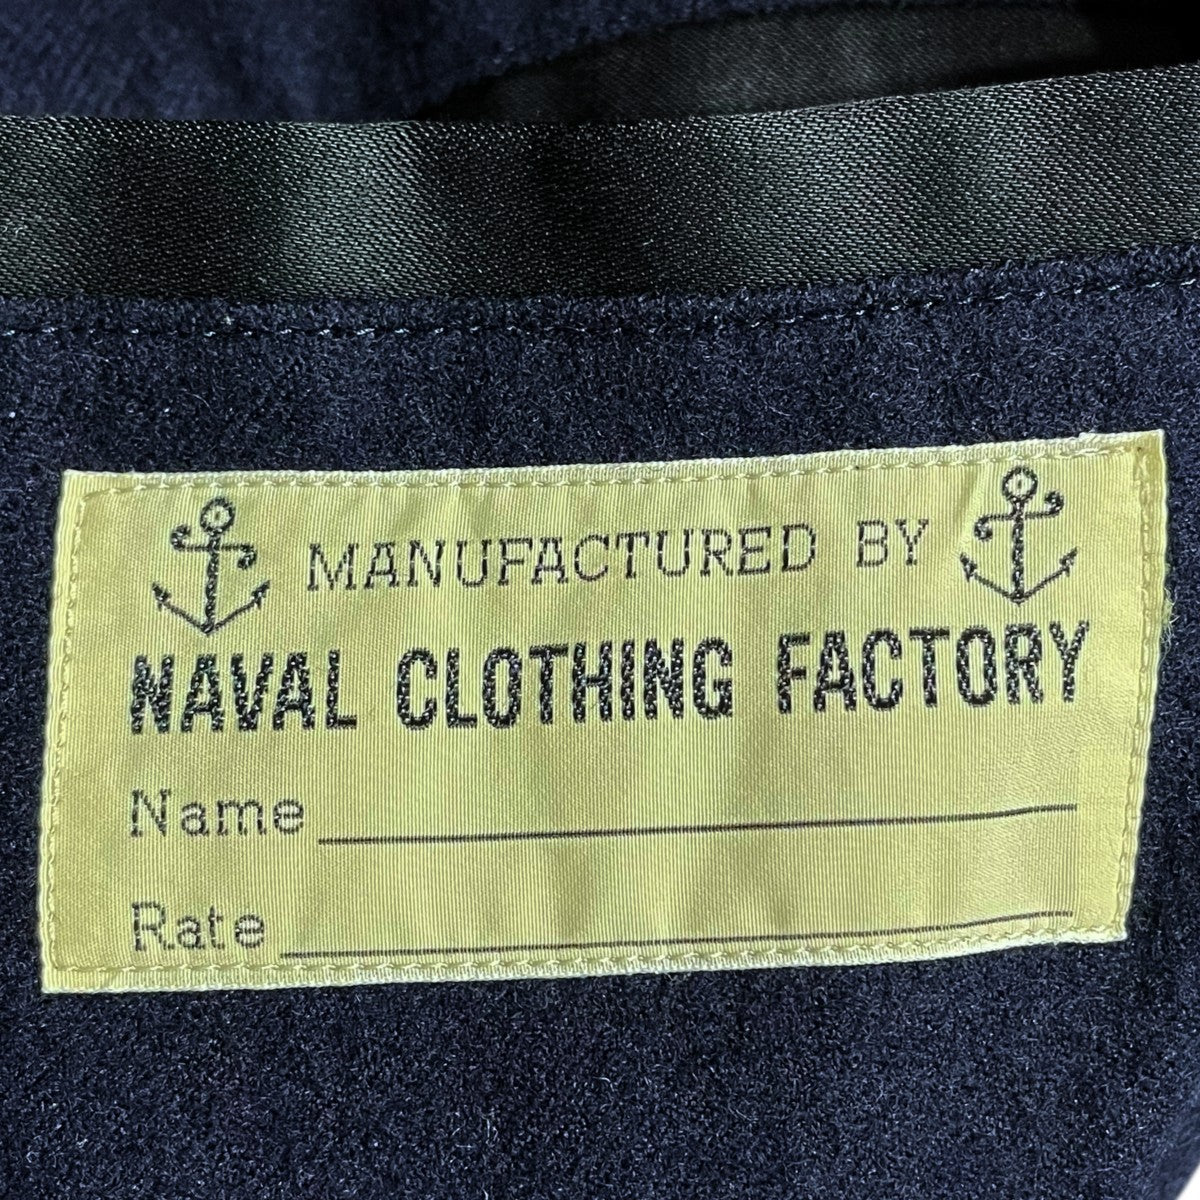 MANUFACTURED BY
NAVAL CLOTHING FACTORY
Name
Rate